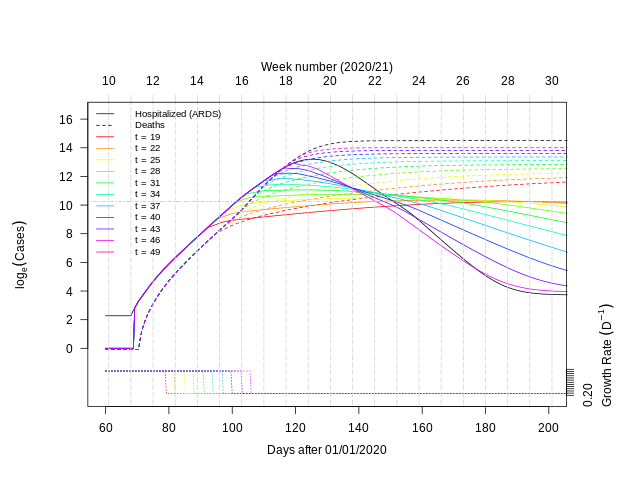 Week number (2020/21)
10 12 14 16 18 20 22 24 26 28 30
Hospitalized (ARDS)
Deaths
t = 19
t = 22
t = 25
t = 28
t = 31
t = 34
t = 37
t = 40
t = 43
t = 46
t = 49
16
14
12
10
8
6
4
2
0
logₑ(Cases)
0.20
Growth Rate (D⁻¹)
60 80 100 120 140 160 180 200
Days after 01/01/2020